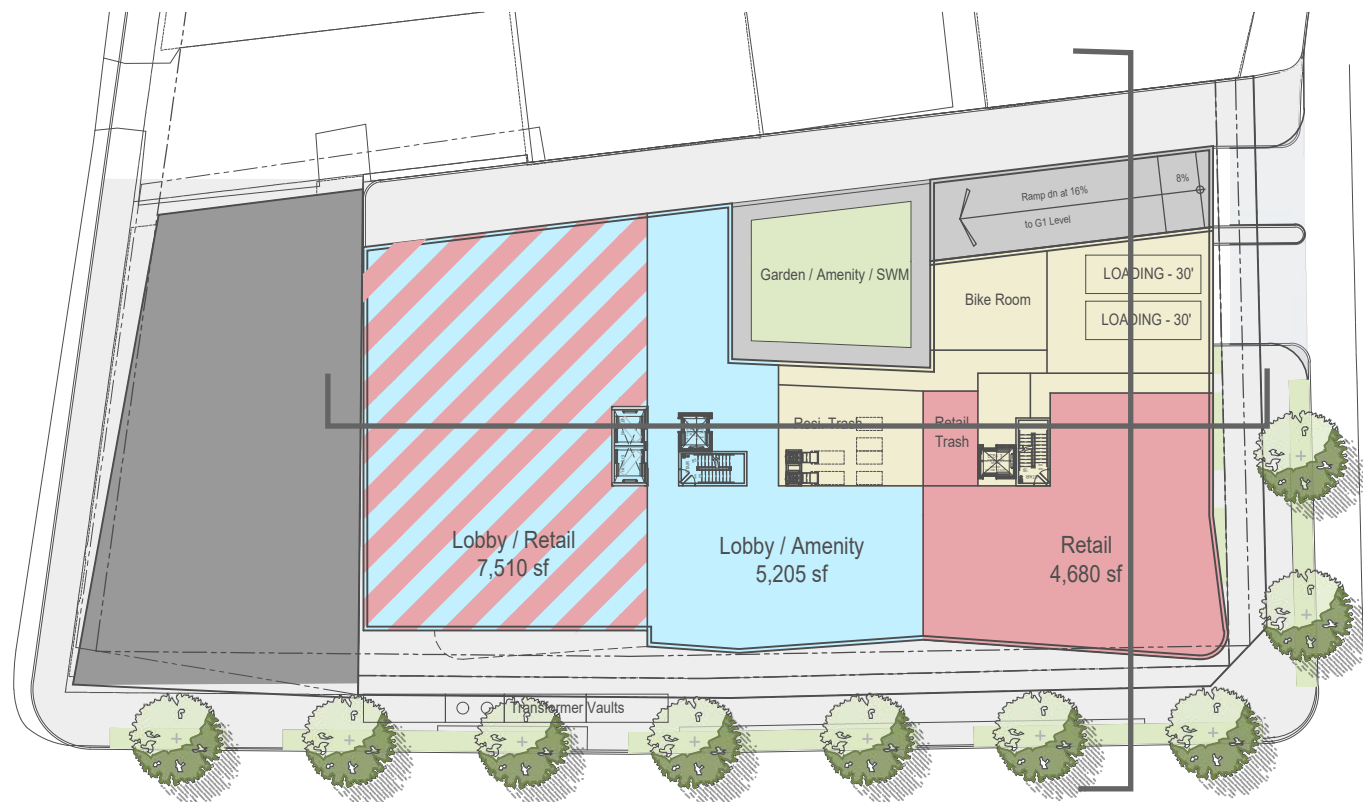 Ramp dn at 16%
8%
to G1 Level
Garden / Amenity / SWM
LOADING - 30'
Bike Room
LOADING - 30'
Resi. Trash
Retail
Trash
Lobby / Retail
7,510 sf
Lobby / Amenity
5,205 sf
Retail
4,680 sf
Transformer Vaults